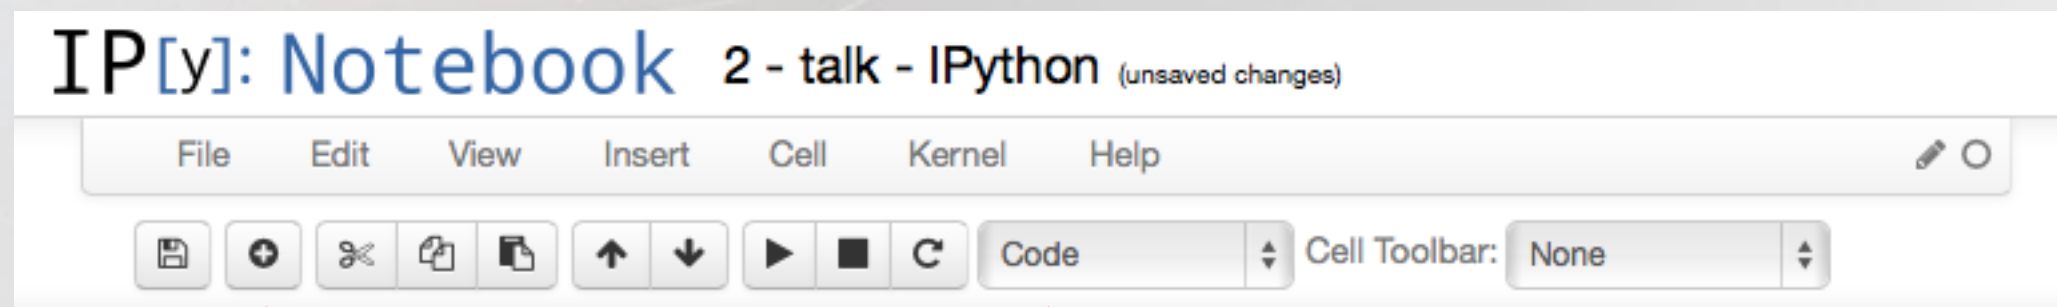 IP[y]: Notebook 2 - talk - IPython (unsaved changes)
File Edit View Insert Cell Kernel Help
Code Cell Toolbar: None